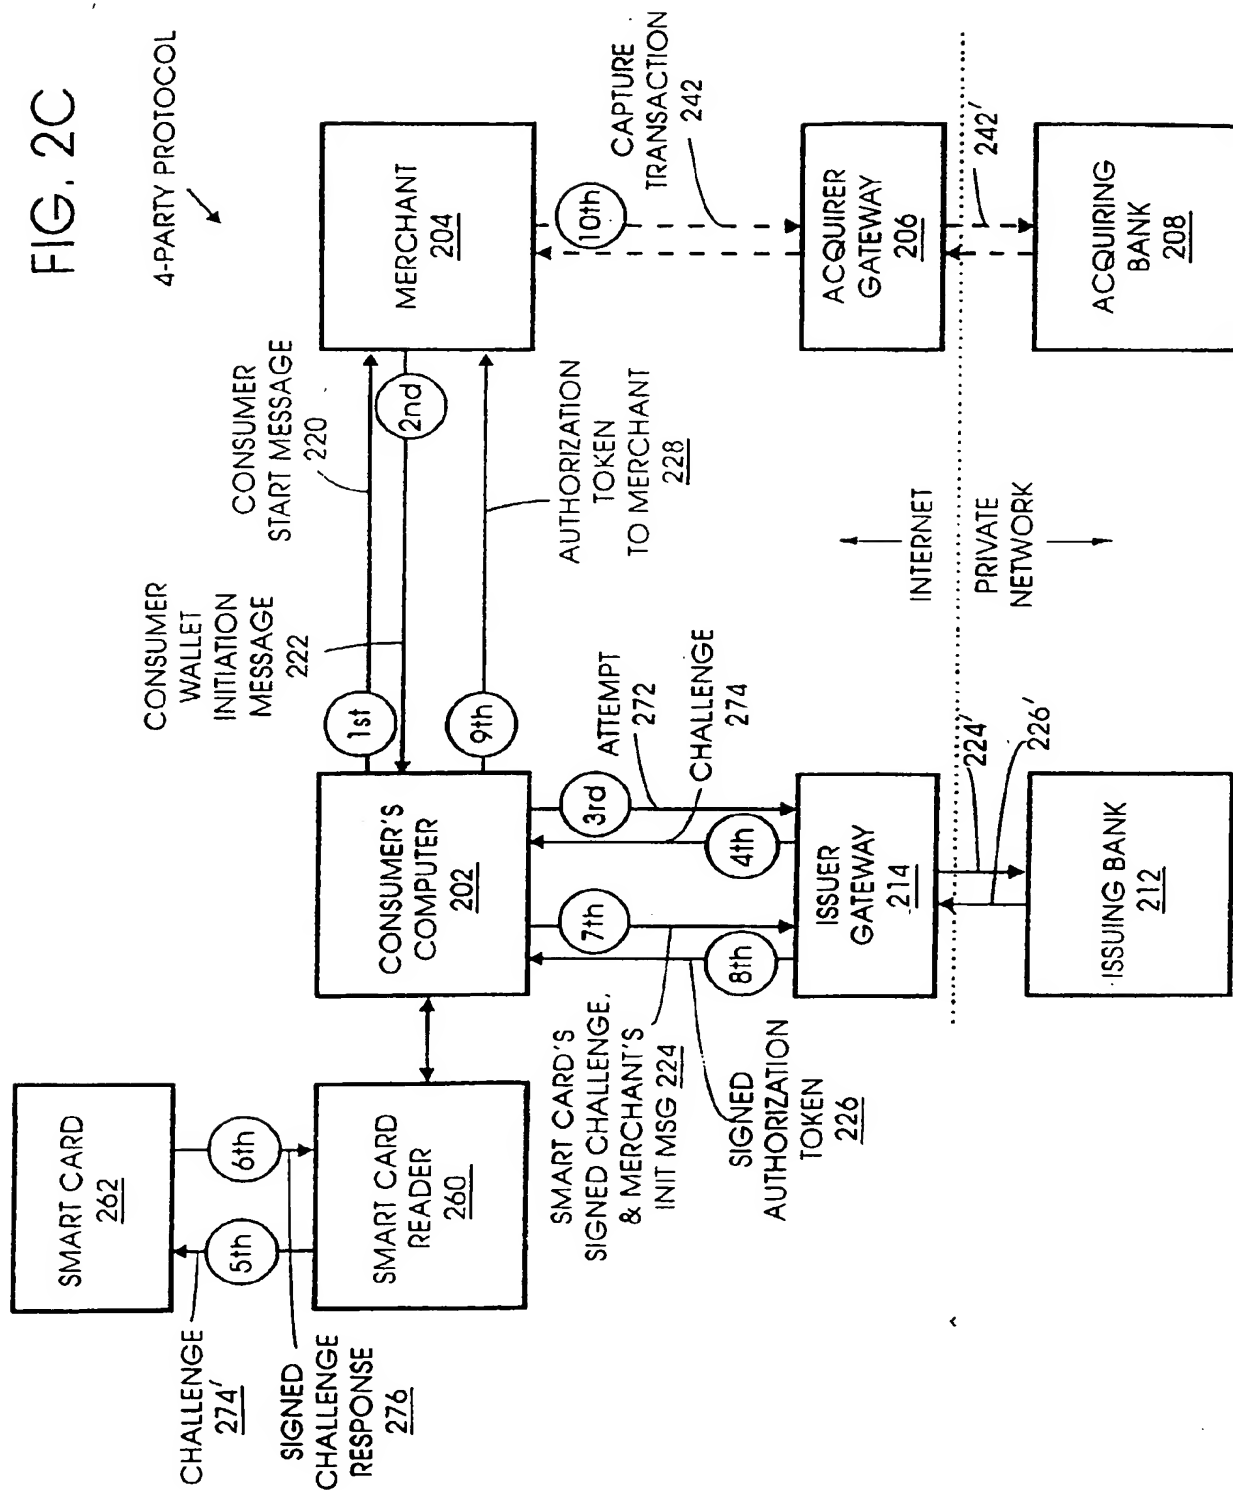 FIG. 2C
4-PARTY PROTOCOL
SMART CARD
262
CHALLENGE
274'
5th
6th
SIGNED
CHALLENGE
RESPONSE
276
SMART CARD
READER
260
CONSUMER
WALLET
INITIATION
MESSAGE
222
CONSUMER
START MESSAGE
220
1st
2nd
9th
CONSUMER'S
COMPUTER
202
MERCHANT
204
AUTHORIZATION
TOKEN
TO MERCHANT
228
SMART CARD'S
SIGNED CHALLENGE,
& MERCHANT'S
INIT MSG 224
7th
8th
3rd
4th
ATTEMPT
272
CHALLENGE
274
10th
CAPTURE
TRANSACTION
242
SIGNED
AUTHORIZATION
TOKEN
226
ISSUER
GATEWAY
214
ACQUIRER
GATEWAY
206
INTERNET
PRIVATE
NETWORK
224'
226'
242'
ISSUING BANK
212
ACQUIRING
BANK
208